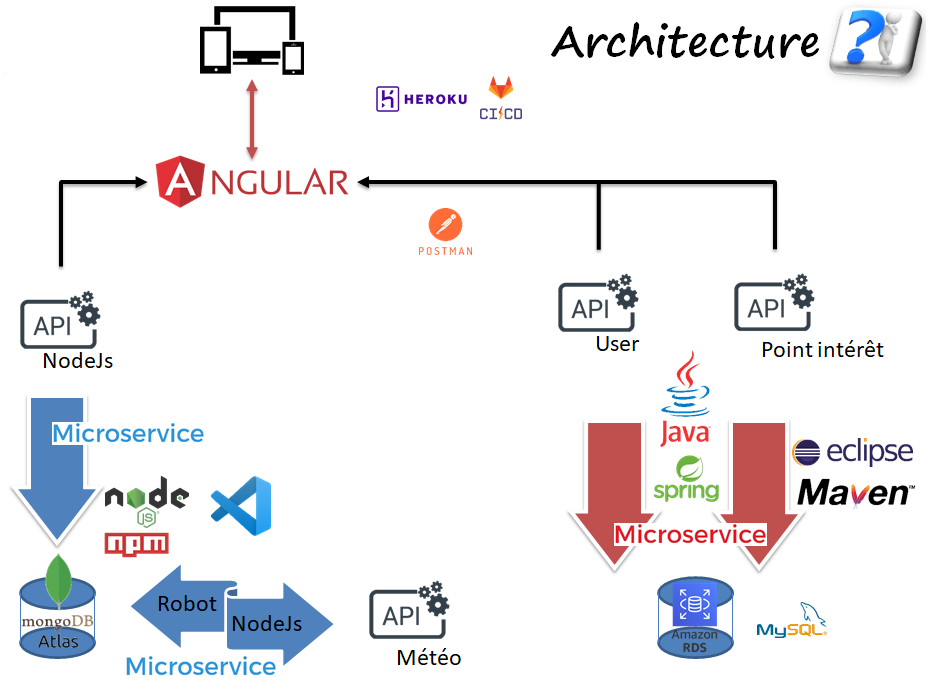 Architecture
?
HEROKU
CI/CD
ANGULAR
POSTMAN
API
NodeJs
API
User
API
Point intérêt
Microservice
Java
eclipse
spring
Maven™
node
JS®
npm
Microservice
mongoDB
Atlas
Robot
NodeJs
Microservice
API
Météo
Amazon
RDS
MySQL®